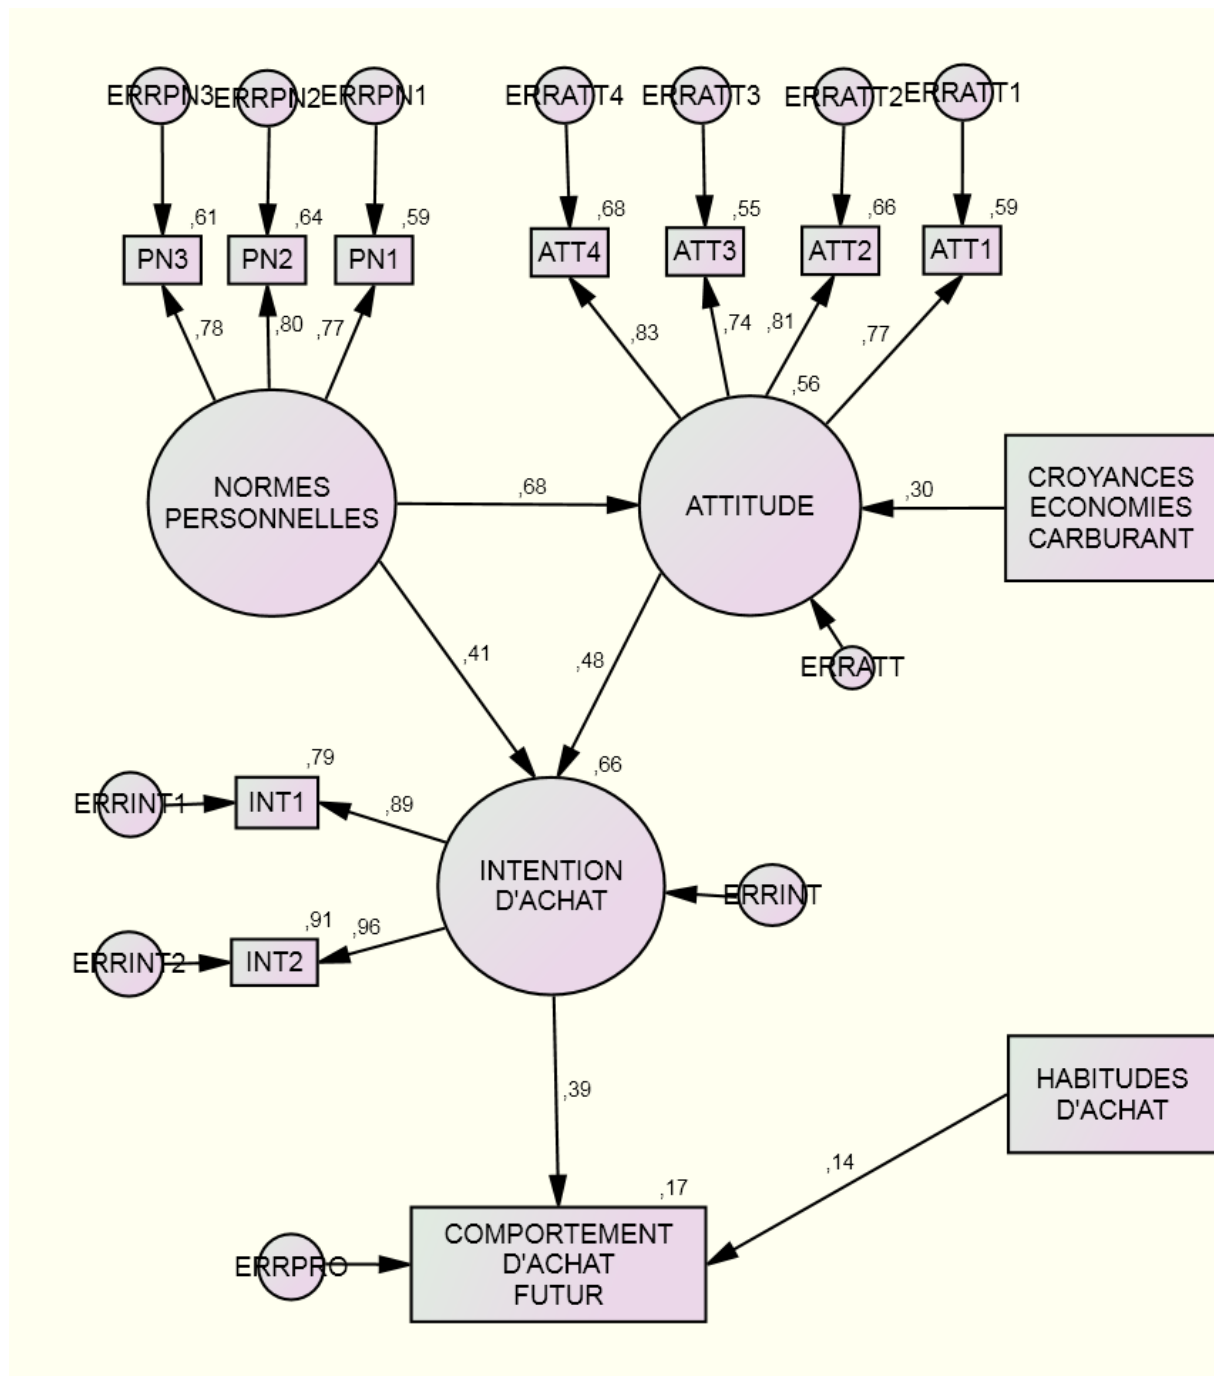 ERRPN3 ERRPN2 ERRPN1 ERRATT4 ERRATT3 ERRATT2 ERRATT1
,61 ,64 ,59 ,68 ,55 ,66 ,59
PN3 PN2 PN1 ATT4 ATT3 ATT2 ATT1
,78 ,80 ,77 ,83 ,74 ,81 ,77
,56
NORMES
PERSONNELLES
,68
ATTITUDE
,30
CROYANCES
ECONOMIES
CARBURANT
,41
,48
ERRATT
,66
,79
ERRINT1
INT1
,89
INTENTION
D'ACHAT
ERRINT
,91
,96
ERRINT2
INT2
,39
HABITUDES
D'ACHAT
,14
,17
ERRPRO
COMPORTEMENT
D'ACHAT
FUTUR